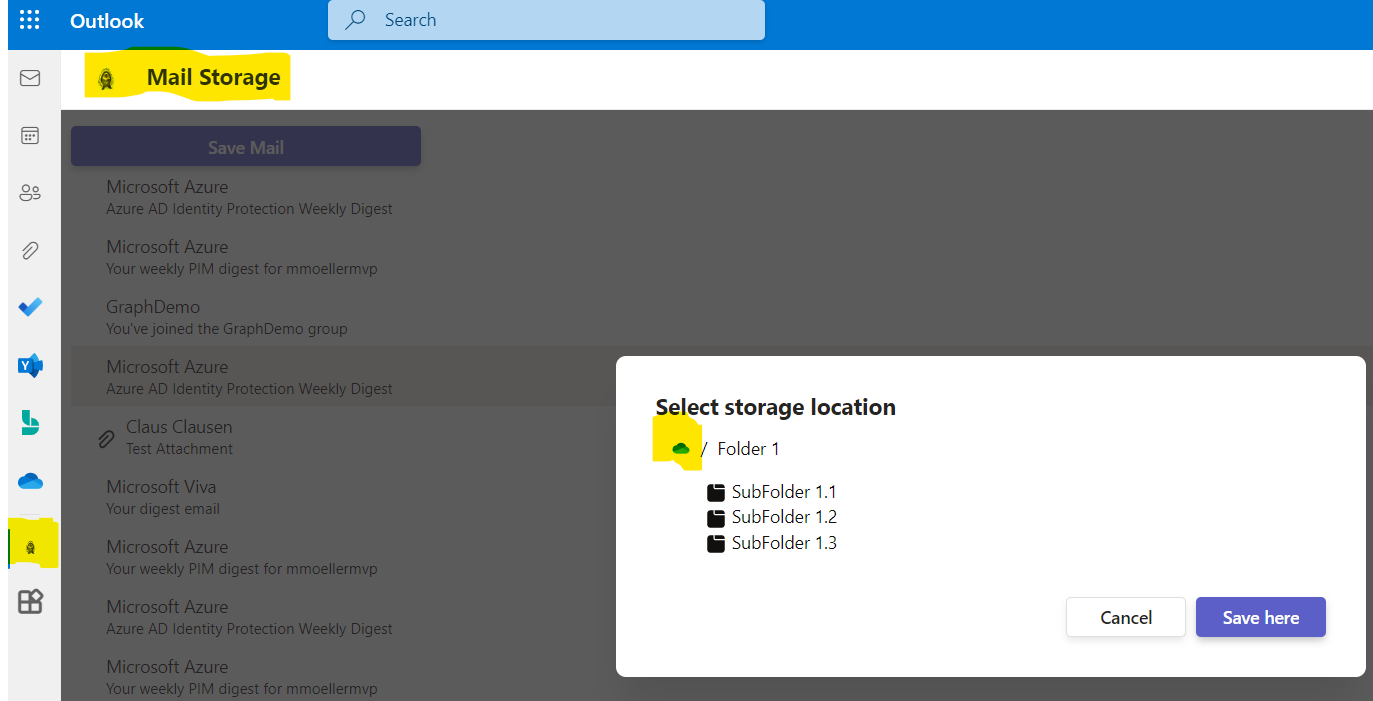 Outlook
Search
Mail Storage
Save Mail
Microsoft Azure
Azure AD Identity Protection Weekly Digest
Microsoft Azure
Your weekly PIM digest for mmoellermvp
GraphDemo
You've joined the GraphDemo group
Microsoft Azure
Azure AD Identity Protection Weekly Digest
Claus Clausen
Test Attachment
Microsoft Viva
Your digest email
Microsoft Azure
Your weekly PIM digest for mmoellermvp
Microsoft Azure
Azure AD Identity Protection Weekly Digest
Microsoft Azure
Your weekly PIM digest for mmoellermvp
Select storage location
/ Folder 1
SubFolder 1.1
SubFolder 1.2
SubFolder 1.3
Cancel
Save here